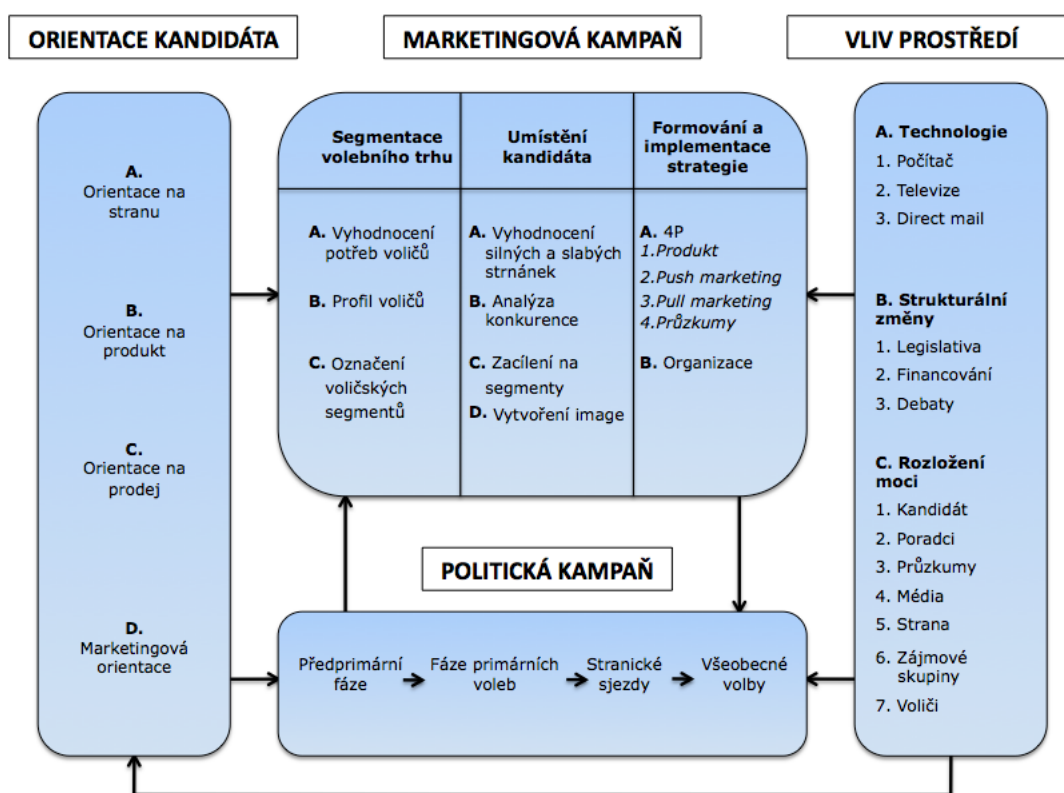 ORIENTACE KANDIDÁTA
MARKETINGOVÁ KAMPAŇ
VLIV PROSTŘEDÍ
A.
Orientace na
stranu
B.
Orientace na
produkt
C.
Orientace na
prodej
D.
Marketingová
orientace
Segmentace
volebního trhu
A. Vyhodnocení
potřeb voličů
B. Profil voličů
C. Označení
voličských
segmentů
Umístění
kandidáta
A. Vyhodnocení
silných a slabých
strnánek
B. Analýza
konkurence
C. Zacílení na
segmenty
D. Vytvoření image
Formování a
implementace
strategie
A. 4P
1.Produkt
2.Push marketing
3.Pull marketing
4.Průzkumy
B. Organizace
A. Technologie
1. Počítač
2. Televize
3. Direct mail
B. Strukturální
změny
1. Legislativa
2. Financování
3. Debaty
C. Rozložení
moci
1. Kandidát
2. Poradci
3. Průzkumy
4. Média
5. Strana
6. Zájmové
skupiny
7. Voliči
POLITICKÁ KAMPAŇ
Předprimární
fáze
Fáze primárních
voleb
Stranické
sjezdy
Všeobecné
volby